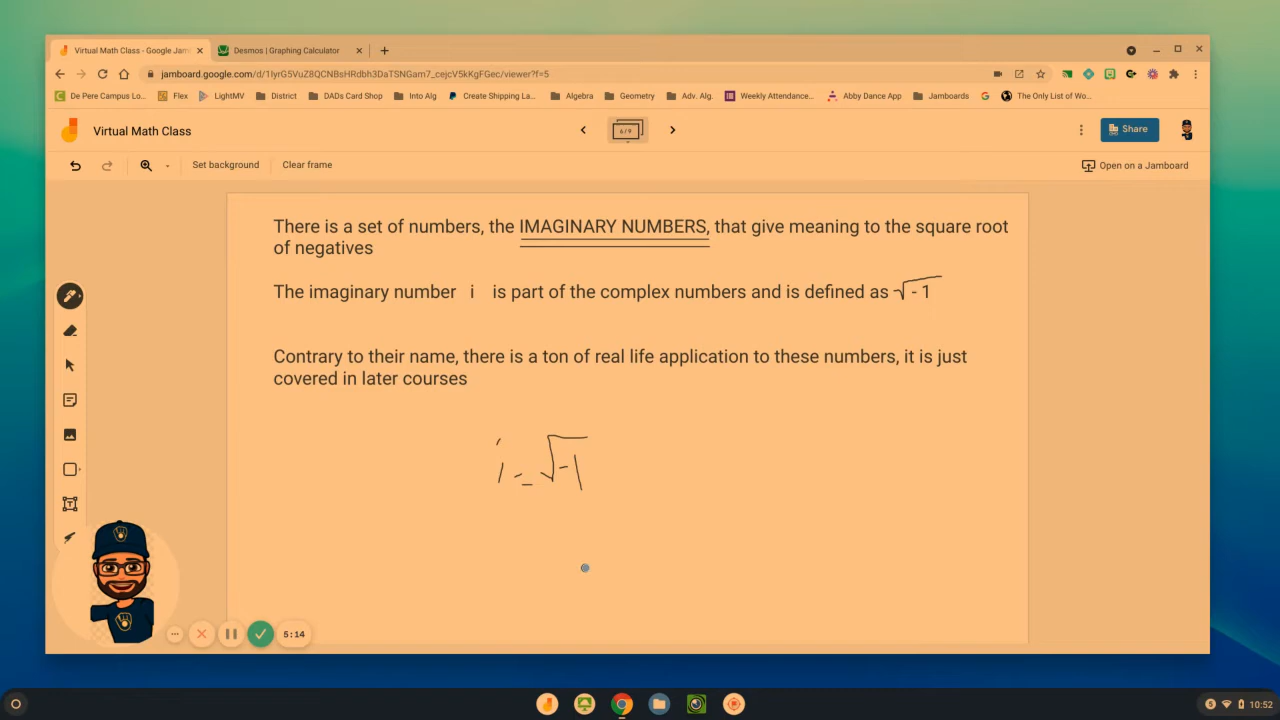 Virtual Math Class - Google Jam
Desmos | Graphing Calculator
jamboard.google.com/d/1IyrG5VuZ8QCNBsHRdbh3DaTSNGam7_cejcV5kKgFGec/viewer?f=5
De Pere Campus Lo... Flex LightMV District DADs Card Shop Into Alg Create Shipping La... Algebra Geometry Adv. Alg. Weekly Attendance... Abby Dance App Jamboards The Only List of Wo...
Virtual Math Class
6/9
Share
Set background Clear frame
Open on a Jamboard
There is a set of numbers, the IMAGINARY NUMBERS, that give meaning to the square root
of negatives
The imaginary number i is part of the complex numbers and is defined as √-1
Contrary to their name, there is a ton of real life application to these numbers, it is just
covered in later courses
i = √-1
5:14
5 10:52